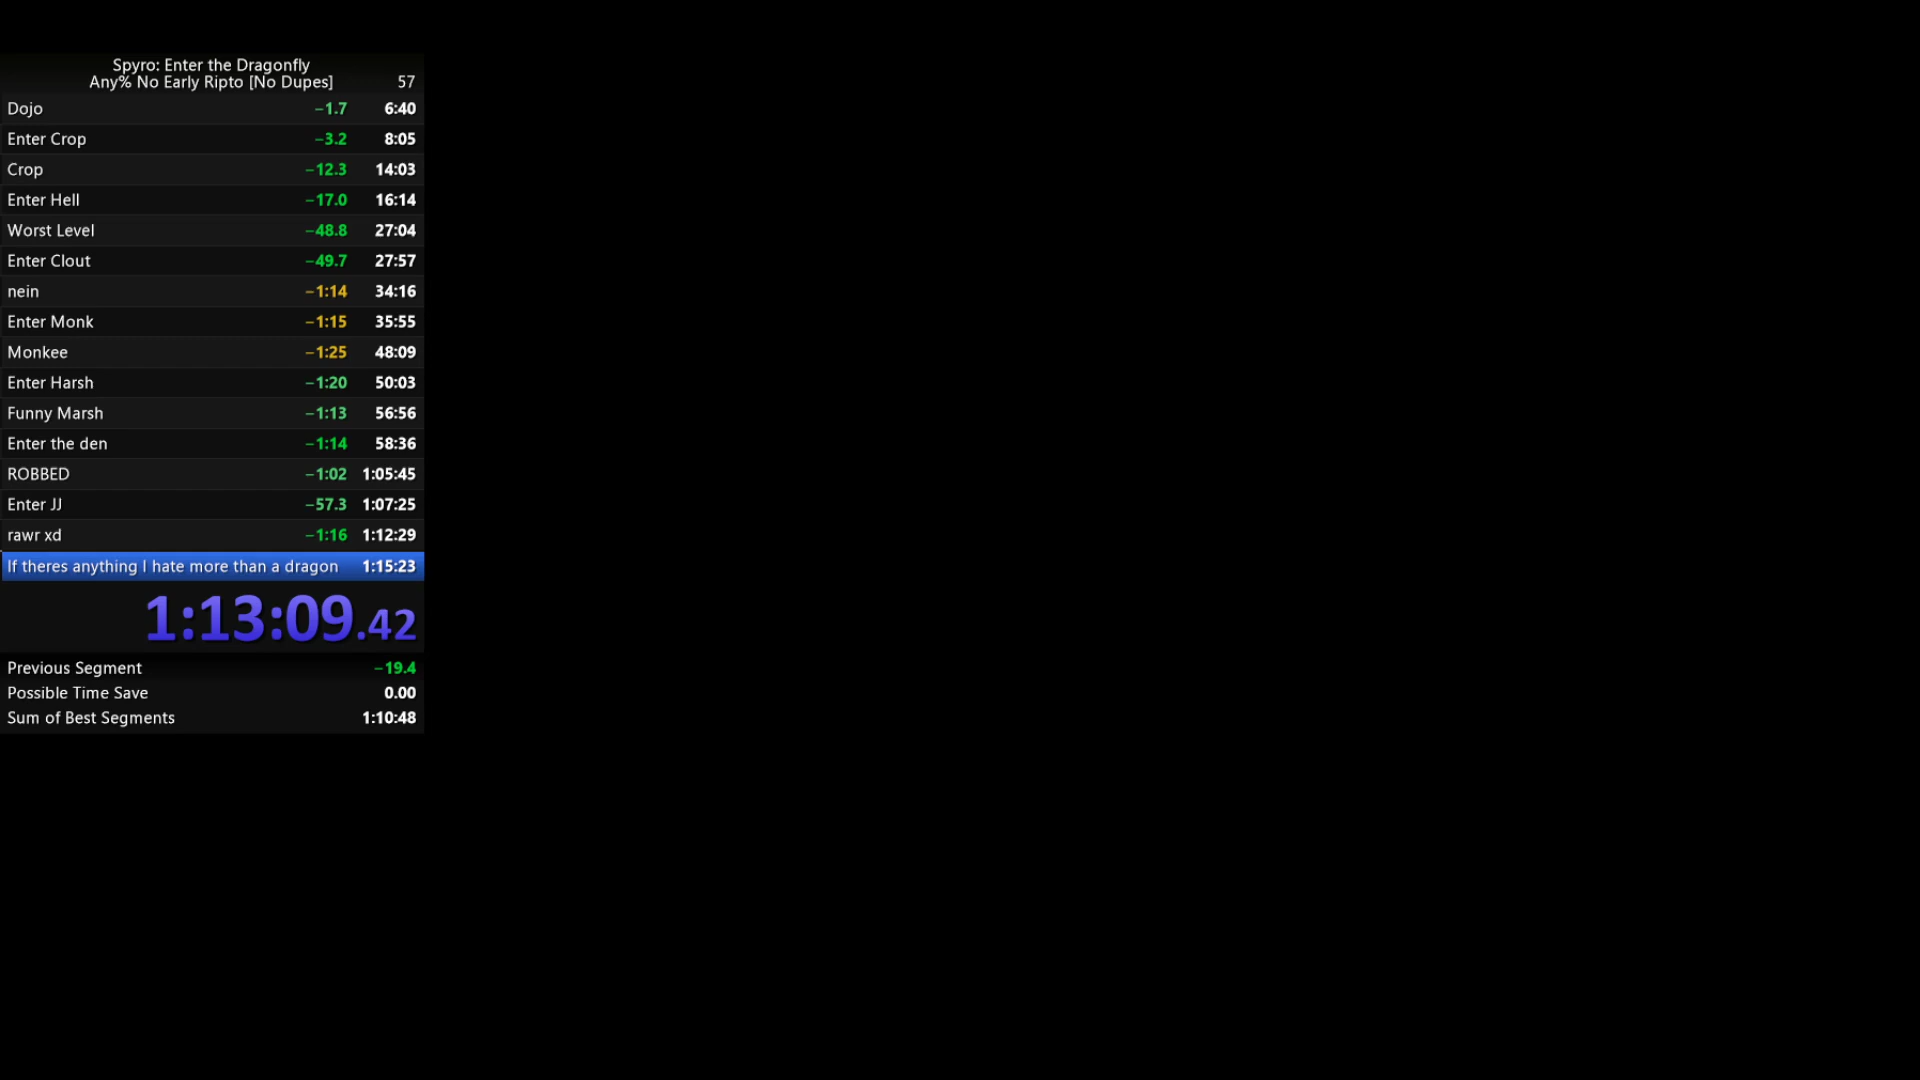 Spyro: Enter the Dragonfly
Any% No Early Ripto [No Dupes] 57
Dojo −1.7 6:40
Enter Crop −3.2 8:05
Crop −12.3 14:03
Enter Hell −17.0 16:14
Worst Level −48.8 27:04
Enter Clout −49.7 27:57
nein −1:14 34:16
Enter Monk −1:15 35:55
Monkee −1:25 48:09
Enter Harsh −1:20 50:03
Funny Marsh −1:13 56:56
Enter the den −1:14 58:36
ROBBED −1:02 1:05:45
Enter JJ −57.3 1:07:25
rawr xd −1:16 1:12:29
If theres anything I hate more than a dragon 1:15:23
1:13:09.42
Previous Segment −19.4
Possible Time Save 0.00
Sum of Best Segments 1:10:48